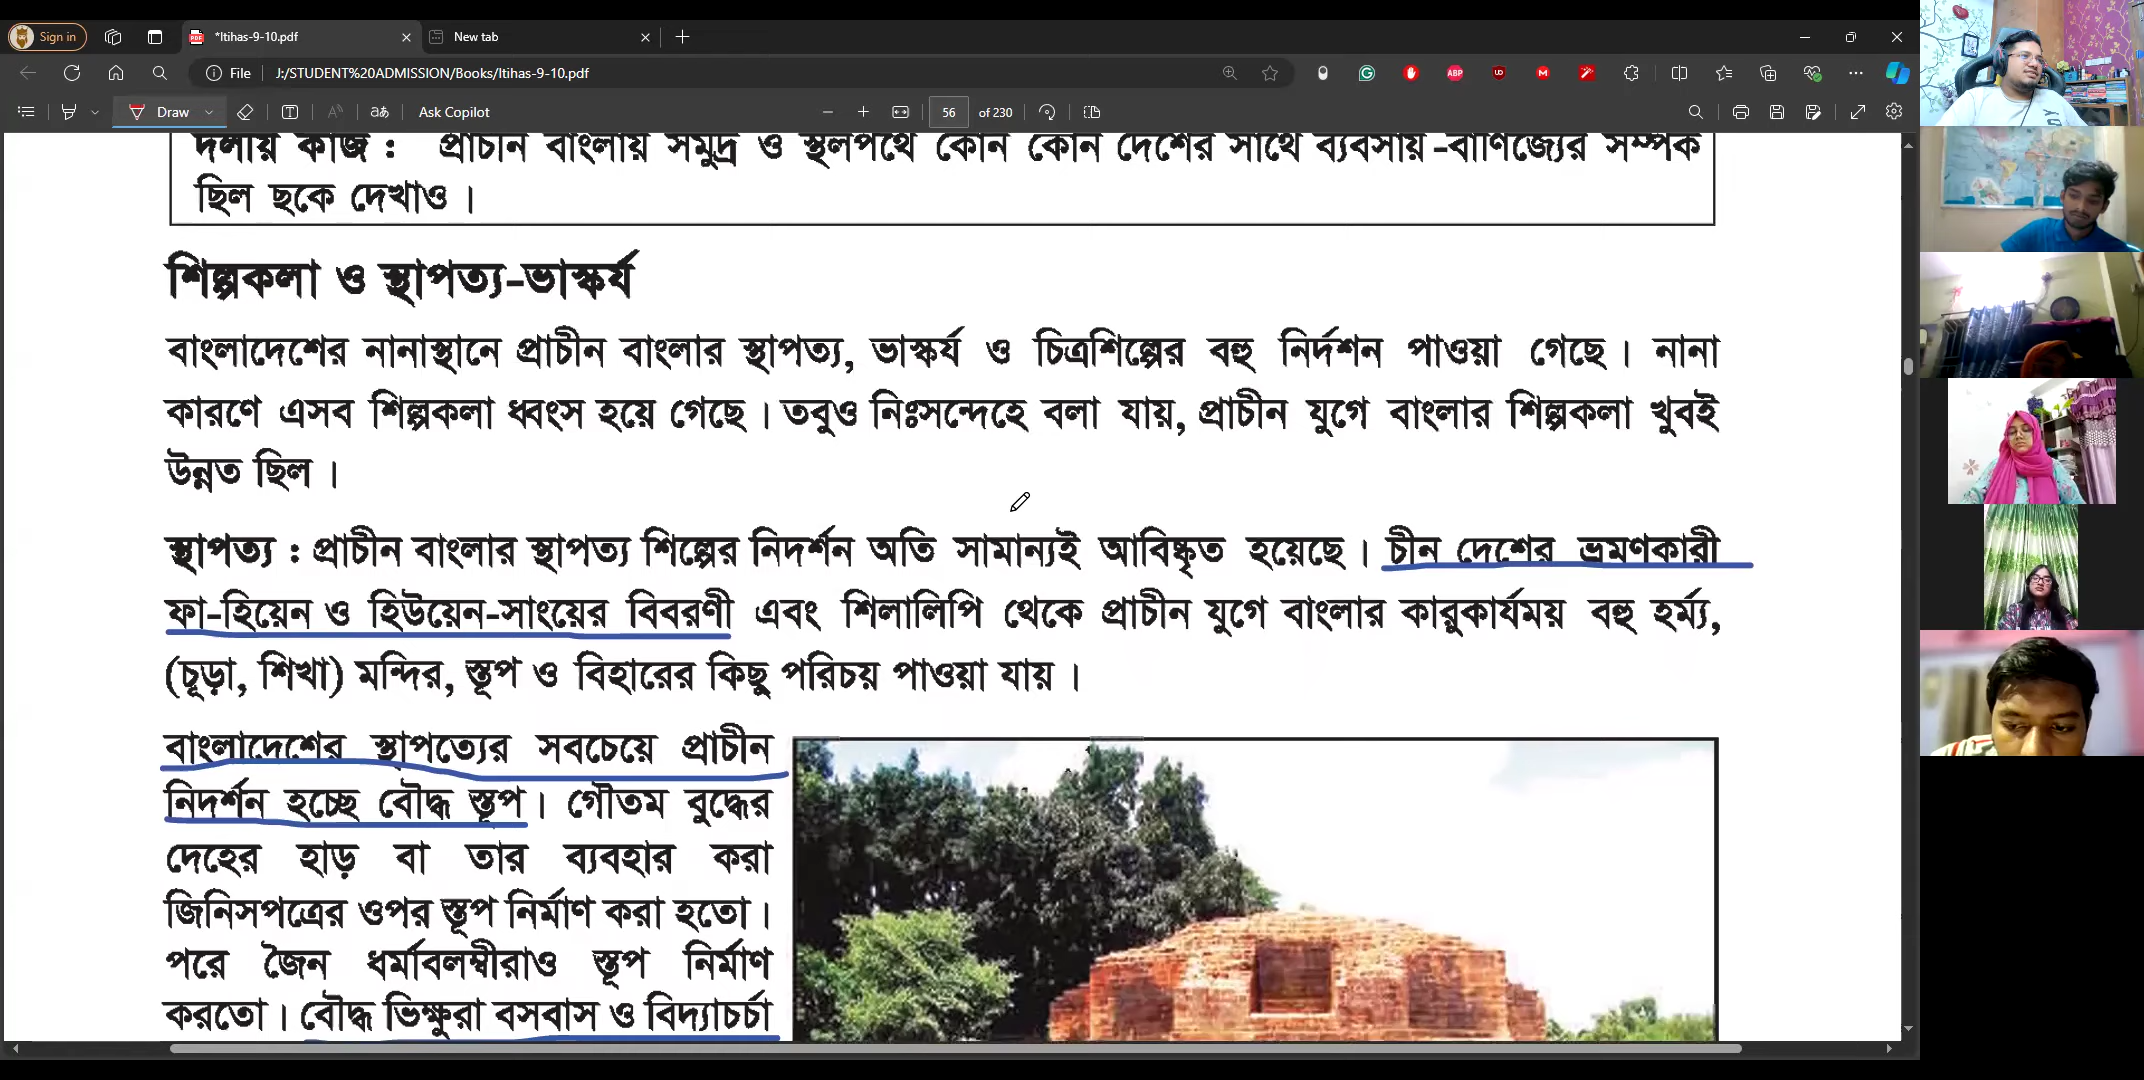 Sign in
*Itihas-9-10.pdf
New tab
File
J:/STUDENT%20ADMISSION/Books/Itihas-9-10.pdf
ABP
Draw
aあ
Ask Copilot
56
of 230
দলীয় কাজ : প্রাচীন বাংলায় সমুদ্র ও স্থলপথে কোন কোন দেশের সাথে ব্যবসায়-বাণিজ্যের সম্পর্ক
ছিল ছকে দেখাও।
শিল্পকলা ও স্থাপত্য-ভাস্কর্য
বাংলাদেশের নানাস্থানে প্রাচীন বাংলার স্থাপত্য, ভাস্কর্য ও চিত্রশিল্পের বহু নির্দশন পাওয়া গেছে। নানা
কারণে এসব শিল্পকলা ধ্বংস হয়ে গেছে। তবুও নিঃসন্দেহে বলা যায়, প্রাচীন যুগে বাংলার শিল্পকলা খুবই
উন্নত ছিল।
স্থাপত্য : প্রাচীন বাংলার স্থাপত্য শিল্পের নিদর্শন অতি সামান্যই আবিষ্কৃত হয়েছে। চীন দেশের ভ্রমণকারী
ফা-হিয়েন ও হিউয়েন-সাংয়ের বিবরণী এবং শিলালিপি থেকে প্রাচীন যুগে বাংলার কারুকার্যময় বহু হর্ম্য,
(চূড়া, শিখা) মন্দির, স্তূপ ও বিহারের কিছু পরিচয় পাওয়া যায়।
বাংলাদেশের স্থাপত্যের সবচেয়ে প্রাচীন
নিদর্শন হচ্ছে বৌদ্ধ স্তূপ। গৌতম বুদ্ধের
দেহের হাড় বা তার ব্যবহার করা
জিনিসপত্রের ওপর স্তূপ নির্মাণ করা হতো।
পরে জৈন ধর্মাবলম্বীরাও স্তূপ নির্মাণ
করতো। বৌদ্ধ ভিক্ষুরা বসবাস ও বিদ্যাচর্চা